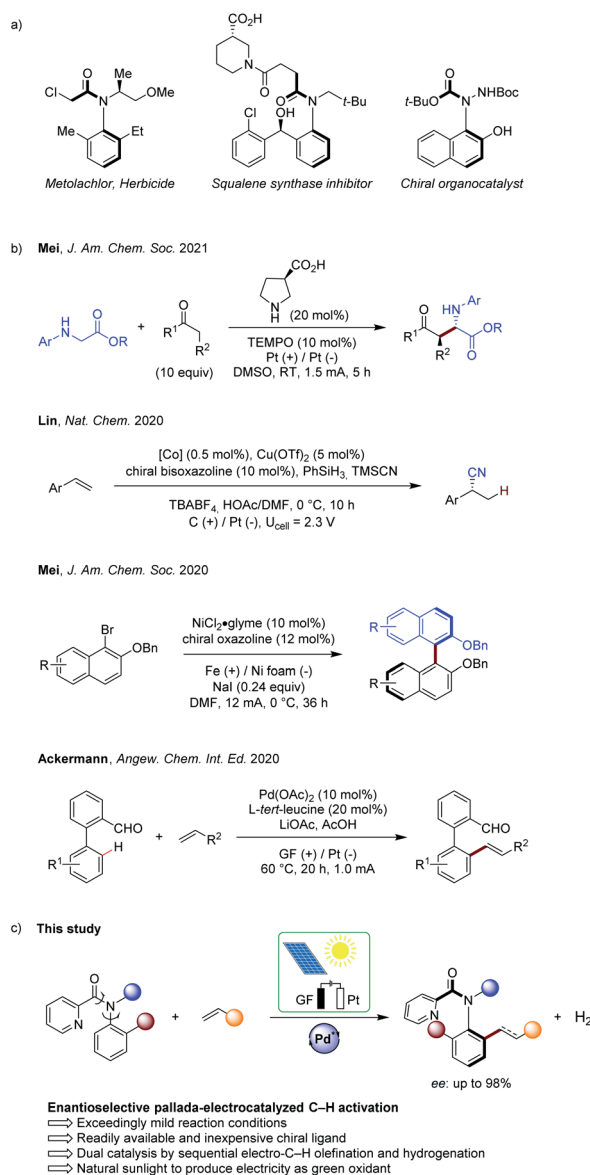 a)
CO2H
N
O
Cl
O
Me
N
OMe
Me
Et
O
N
t-Bu
Cl
OH
O
t-BuO
N
NHBoc
OH
Metolachlor, Herbicide
Squalene synthase inhibitor
Chiral organocatalyst
b) Mei, J. Am. Chem. Soc. 2021
Ar
N
H
O
OR
+
O
R1
R2
(10 equiv)
CO2H
N
H
(20 mol%)
TEMPO (10 mol%)
Pt (+) / Pt (-)
DMSO, RT, 1.5 mA, 5 h
O
HN
Ar
R1
OR
R2
O
Lin, Nat. Chem. 2020
Ar
[Co] (0.5 mol%), Cu(OTf)2 (5 mol%)
chiral bisoxazoline (10 mol%), PhSiH3, TMSCN
TBABF4, HOAc/DMF, 0 °C, 10 h
C (+) / Pt (-), Ucell = 2.3 V
CN
Ar
H
Mei, J. Am. Chem. Soc. 2020
Br
OBn
R
NiCl2•glyme (10 mol%)
chiral oxazoline (12 mol%)
Fe (+) / Ni foam (-)
NaI (0.24 equiv)
DMF, 12 mA, 0 °C, 36 h
R
OBn
OBn
R
Ackermann, Angew. Chem. Int. Ed. 2020
CHO
H
R1
+
R2
Pd(OAc)2 (10 mol%)
L-tert-leucine (20 mol%)
LiOAc, AcOH
GF (+) / Pt (-)
60 °C, 20 h, 1.0 mA
CHO
R2
R1
c) This study
O
N
N
+
GF
Pt
Pd
O
N
N
+ H2
ee: up to 98%
Enantioselective pallada-electrocatalyzed C–H activation
⇨ Exceedingly mild reaction conditions
⇨ Readily available and inexpensive chiral ligand
⇨ Dual catalysis by sequential electro-C–H olefination and hydrogenation
⇨ Natural sunlight to produce electricity as green oxidant